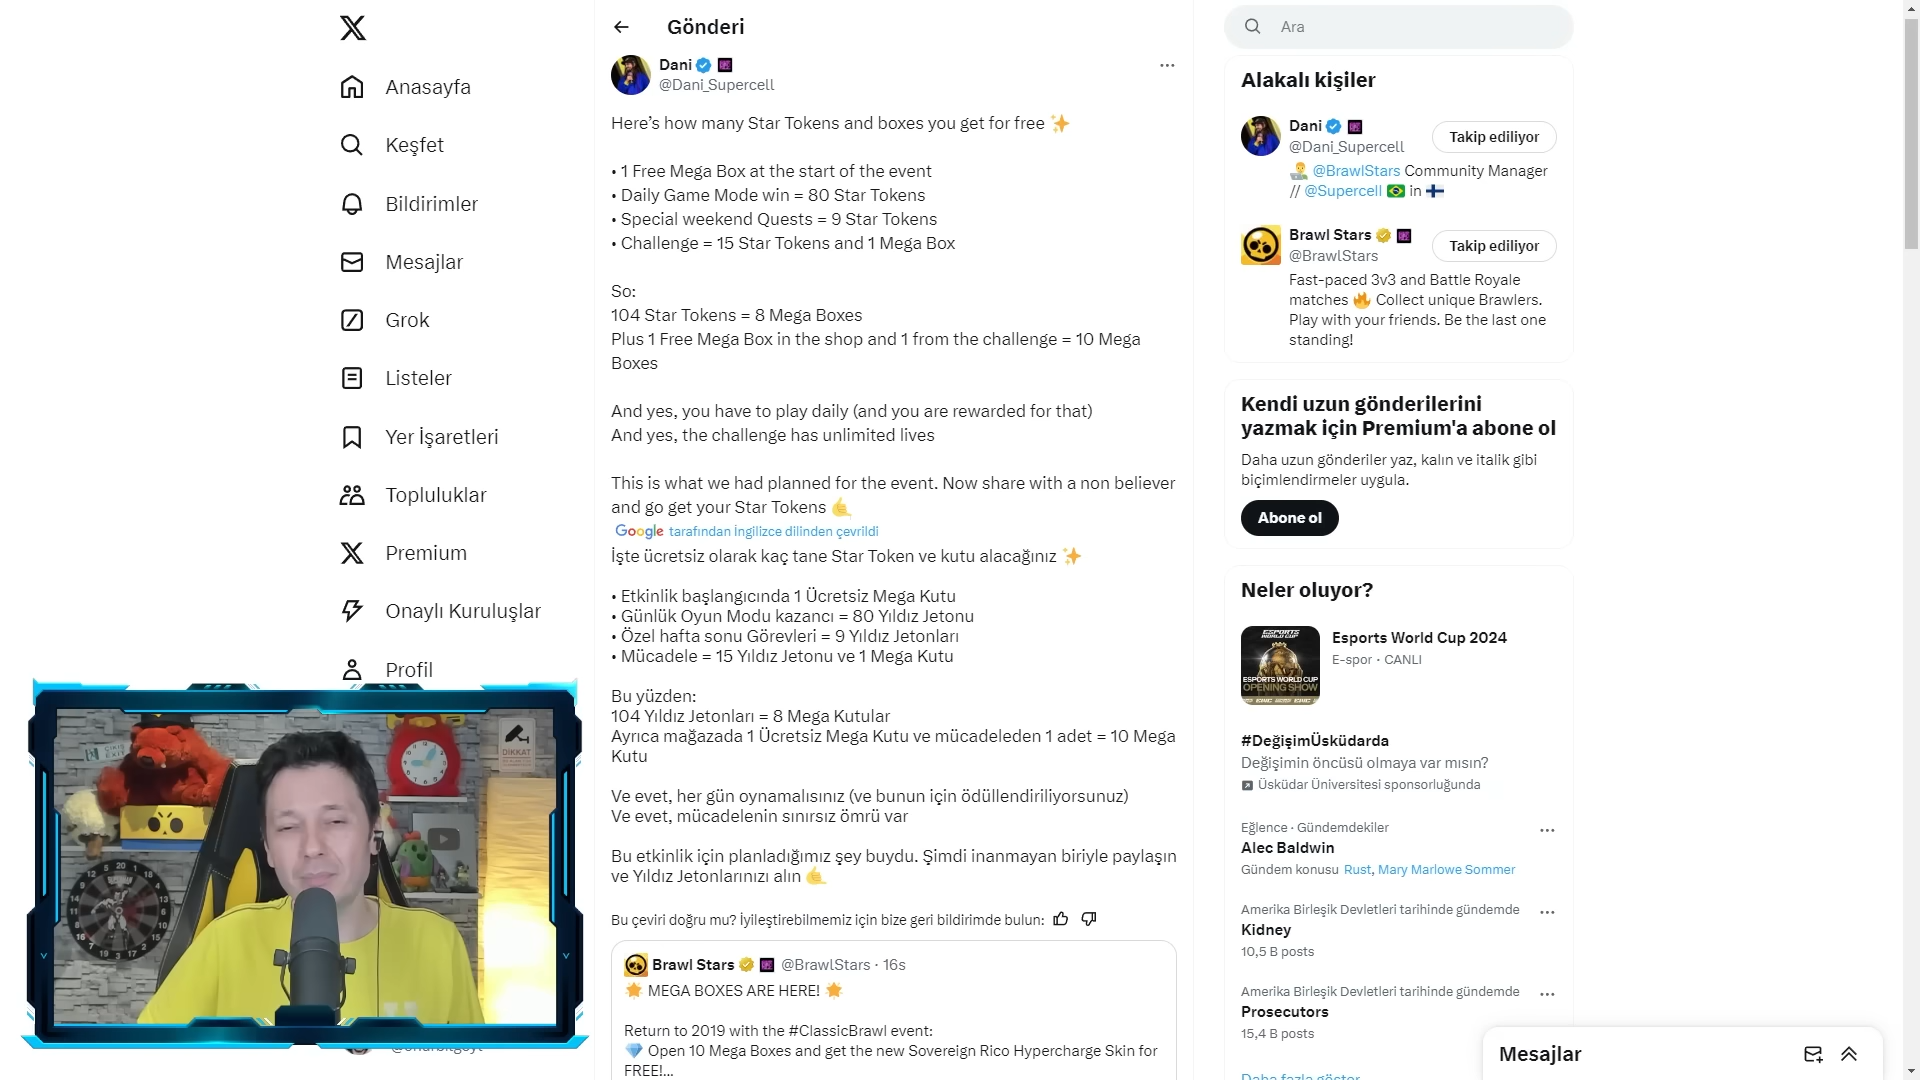 Anasayfa
Keşfet
Bildirimler
Mesajlar
Grok
Listeler
Yer İşaretleri
Topluluklar
Premium
Onaylı Kuruluşlar
Profil
Gönderi
Dani
@Dani_Supercell
Here’s how many Star Tokens and boxes you get for free ✨
• 1 Free Mega Box at the start of the event
• Daily Game Mode win = 80 Star Tokens
• Special weekend Quests = 9 Star Tokens
• Challenge = 15 Star Tokens and 1 Mega Box
So:
104 Star Tokens = 8 Mega Boxes
Plus 1 Free Mega Box in the shop and 1 from the challenge = 10 Mega
Boxes
And yes, you have to play daily (and you are rewarded for that)
And yes, the challenge has unlimited lives
This is what we had planned for the event. Now share with a non believer
and go get your Star Tokens 🤙
Google tarafından İngilizce dilinden çevrildi
İşte ücretsiz olarak kaç tane Star Token ve kutu alacağınız ✨
• Etkinlik başlangıcında 1 Ücretsiz Mega Kutu
• Günlük Oyun Modu kazancı = 80 Yıldız Jetonu
• Özel hafta sonu Görevleri = 9 Yıldız Jetonları
• Mücadele = 15 Yıldız Jetonu ve 1 Mega Kutu
Bu yüzden:
104 Yıldız Jetonları = 8 Mega Kutular
Ayrıca mağazada 1 Ücretsiz Mega Kutu ve mücadeleden 1 adet = 10 Mega
Kutu
Ve evet, her gün oynamalısınız (ve bunun için ödüllendiriliyorsunuz)
Ve evet, mücadelenin sınırsız ömrü var
Bu etkinlik için planladığımız şey buydu. Şimdi inanmayan biriyle paylaşın
ve Yıldız Jetonlarınızı alın 🤙
Bu çeviri doğru mu? İyileştirebilmemiz için bize geri bildirimde bulun:
Brawl Stars @BrawlStars · 16s
MEGA BOXES ARE HERE!
Return to 2019 with the #ClassicBrawl event:
💎 Open 10 Mega Boxes and get the new Sovereign Rico Hypercharge Skin for
FREE!...
Ara
Alakalı kişiler
Dani
@Dani_Supercell
Takip ediliyor
@BrawlStars Community Manager
// @Supercell 🇧🇷 in 🇫🇮
Brawl Stars
@BrawlStars
Takip ediliyor
Fast-paced 3v3 and Battle Royale
matches 🔥 Collect unique Brawlers.
Play with your friends. Be the last one
standing!
Kendi uzun gönderilerini
yazmak için Premium'a abone ol
Daha uzun gönderiler yaz, kalın ve italik gibi
biçimlendirmeler uygula.
Abone ol
Neler oluyor?
ESPORTS
WORLD CUP
ESPORTS WORLD CUP
OPENING SHOW
Esports World Cup 2024
E-spor · CANLI
#DeğişimÜsküdarda
Değişimin öncüsü olmaya var mısın?
Üsküdar Üniversitesi sponsorluğunda
Eğlence · Gündemdekiler
Alec Baldwin
Gündem konusu Rust, Mary Marlowe Sommer
Amerika Birleşik Devletleri tarihinde gündemde
Kidney
10,5 B posts
Amerika Birleşik Devletleri tarihinde gündemde
Prosecutors
15,4 B posts
Daha fazla göster
Mesajlar
DİKKAT